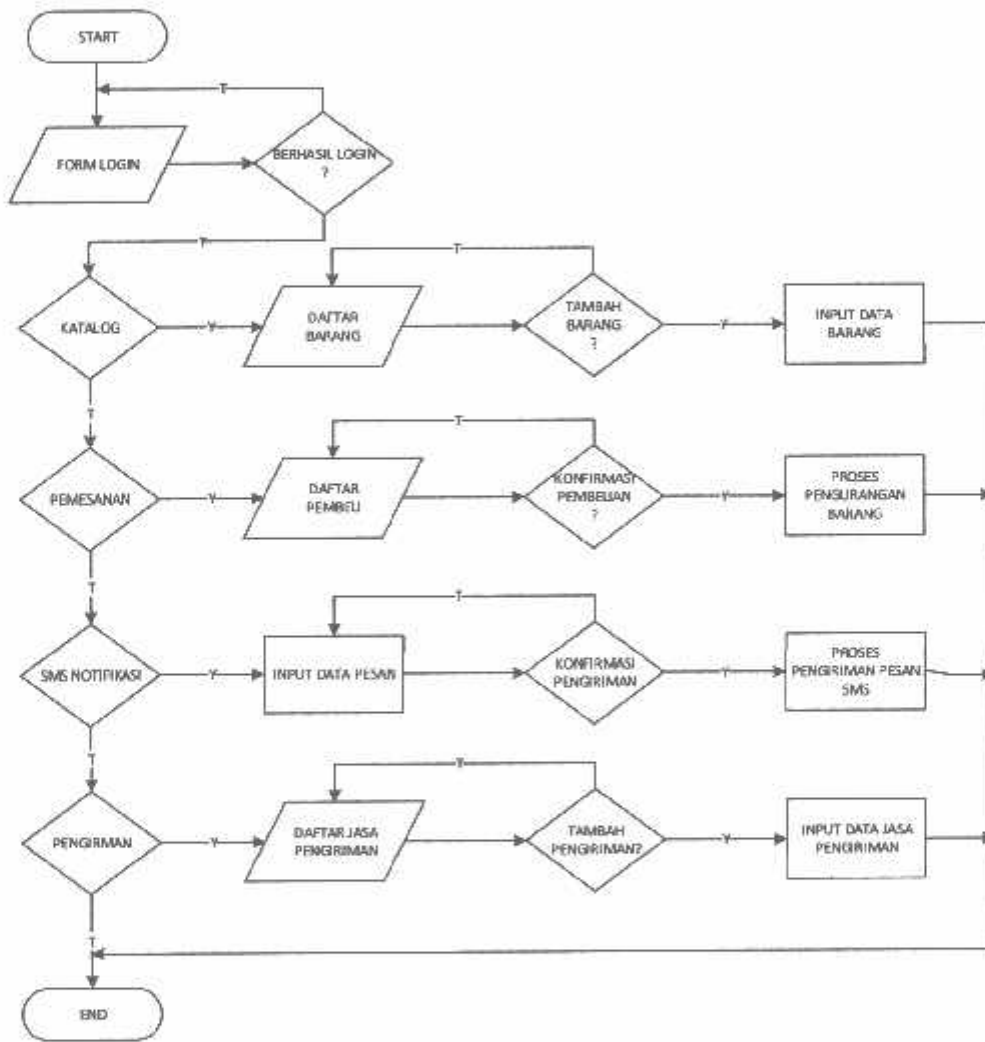 START
T
FORM LOGIN
BERHASIL LOGIN
?
Y
KATALOG
Y
DAFTAR
BARANG
T
TAMBAH
BARANG
?
Y
INPUT DATA
BARANG
T
PEMESANAN
Y
DAFTAR
PEMBELI
T
KONFIRMASI
PEMBELIAN
?
Y
PROSES
PENGURANGAN
BARANG
T
SMS NOTIFIKASI
Y
INPUT DATA PESAN
T
KONFIRMASI
PENGIRIMAN
Y
PROSES
PENGIRIMAN PESAN
SMS
T
PENGIRMAN
Y
DAFTAR JASA
PENGIRIMAN
Y
TAMBAH
PENGIRIMAN?
Y
INPUT DATA JASA
PENGIRIMAN
T
END